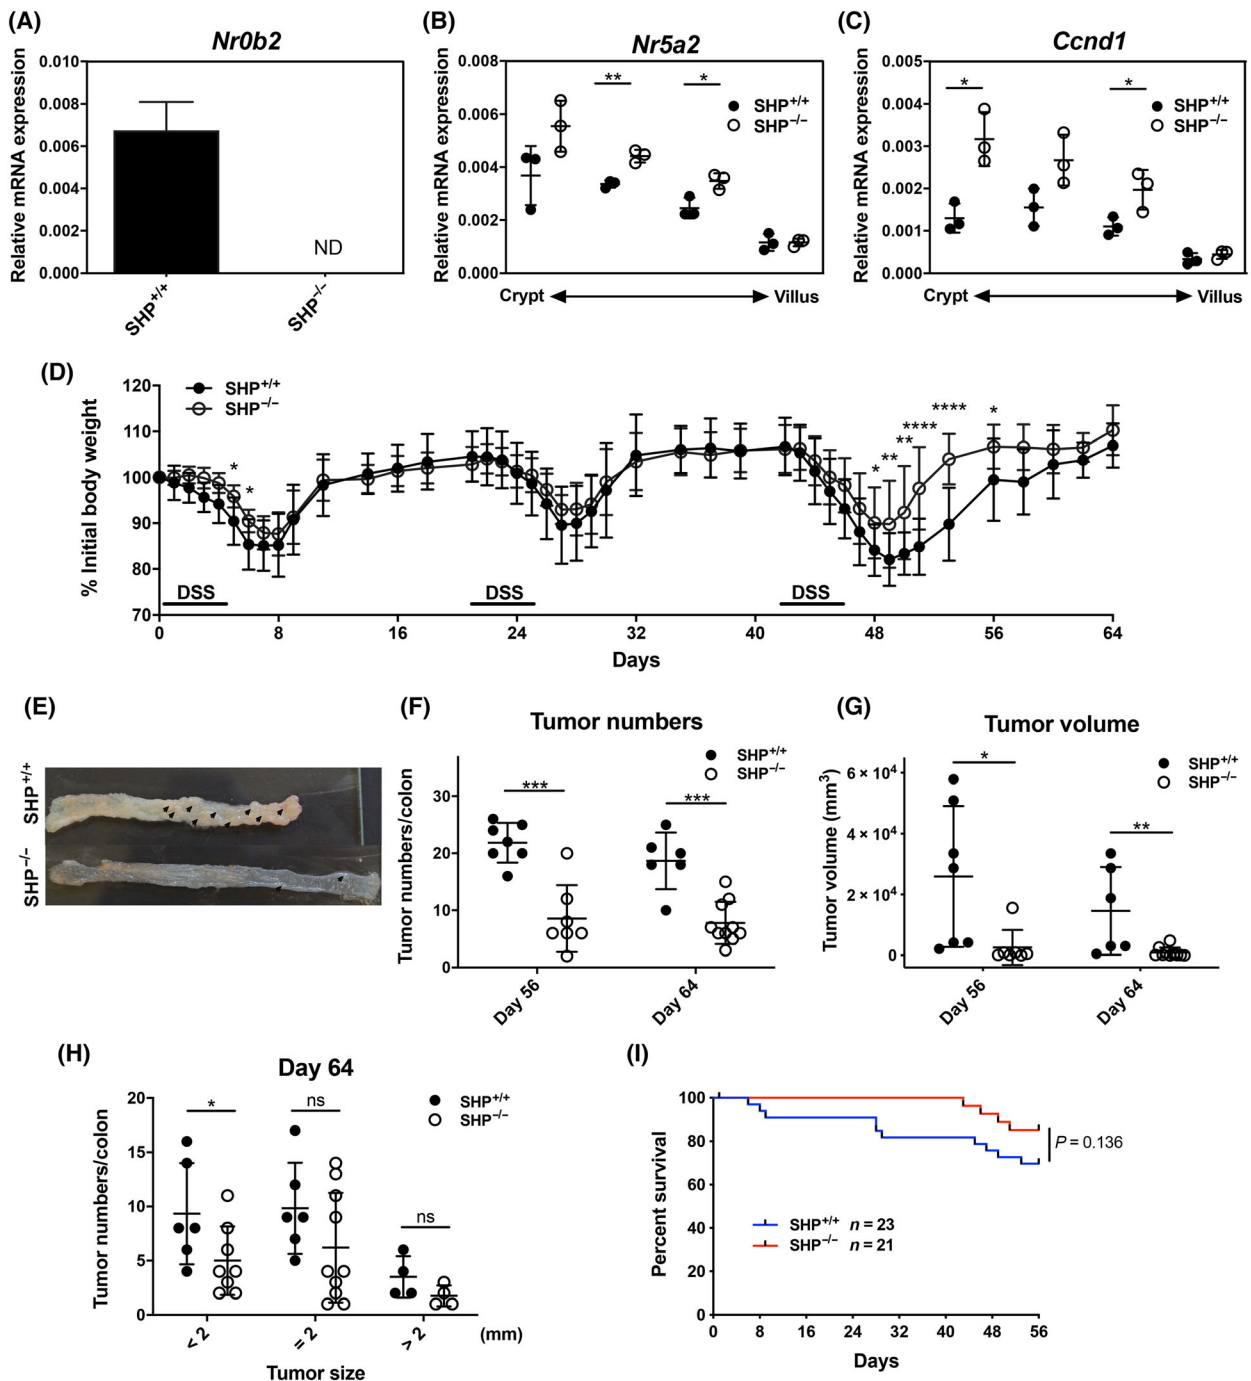 (A)
Nr0b2
Relative mRNA expression
0.010
0.008
0.006
0.004
0.002
0.000
ND
SHP+/+
SHP−/−
(B)
Nr5a2
Relative mRNA expression
0.008
0.006
0.004
0.002
0.000
**
*
SHP+/+
SHP−/−
Crypt
Villus
(C)
Ccnd1
Relative mRNA expression
0.005
0.004
0.003
0.002
0.001
0.000
*
*
SHP+/+
SHP−/−
Crypt
Villus
(D)
% Initial body weight
120
110
100
90
80
70
SHP+/+
SHP−/−
*
*
*
**
**
****
****
*
DSS
DSS
DSS
0 8 16 24 32 40 48 56 64
Days
(E)
SHP+/+
SHP−/−
(F)
Tumor numbers
Tumor numbers/colon
30
20
10
0
SHP+/+
SHP−/−
***
***
Day 56
Day 64
(G)
Tumor volume
Tumor volume (mm3)
6 × 104
4 × 104
2 × 104
0
SHP+/+
SHP−/−
*
**
Day 56
Day 64
(H)
Day 64
Tumor numbers/colon
20
15
10
5
0
SHP+/+
SHP−/−
*
ns
ns
< 2
= 2
> 2
(mm)
Tumor size
(I)
Percent survival
100
80
60
40
20
0
P = 0.136
SHP+/+ n = 23
SHP−/− n = 21
0 8 16 24 32 40 48 56
Days